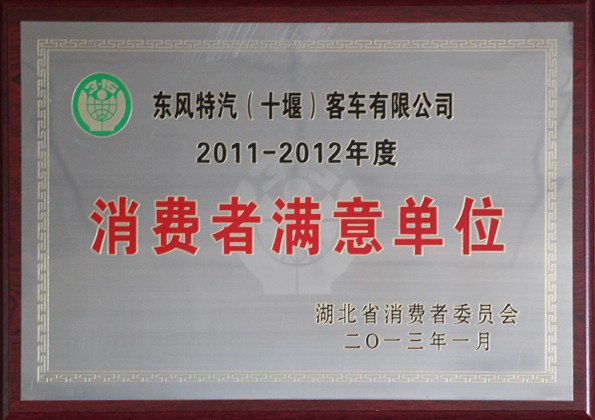 东风特汽（十堰）客车有限公司
2011-2012年度
消费者满意单位
湖北省消费者委员会
二O一三年一月